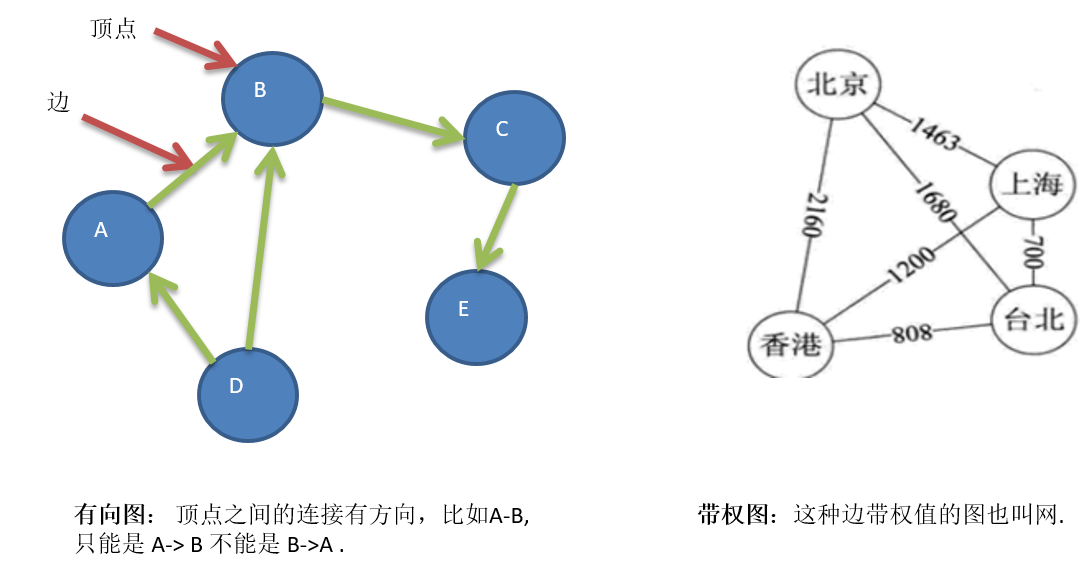 顶点
边
B
C
A
E
D
有向图： 顶点之间的连接有方向，比如A-B,
只能是 A-> B 不能是 B->A .
北京
1463
上海
2160
1680
1200
700
香港
808
台北
带权图：这种边带权值的图也叫网.